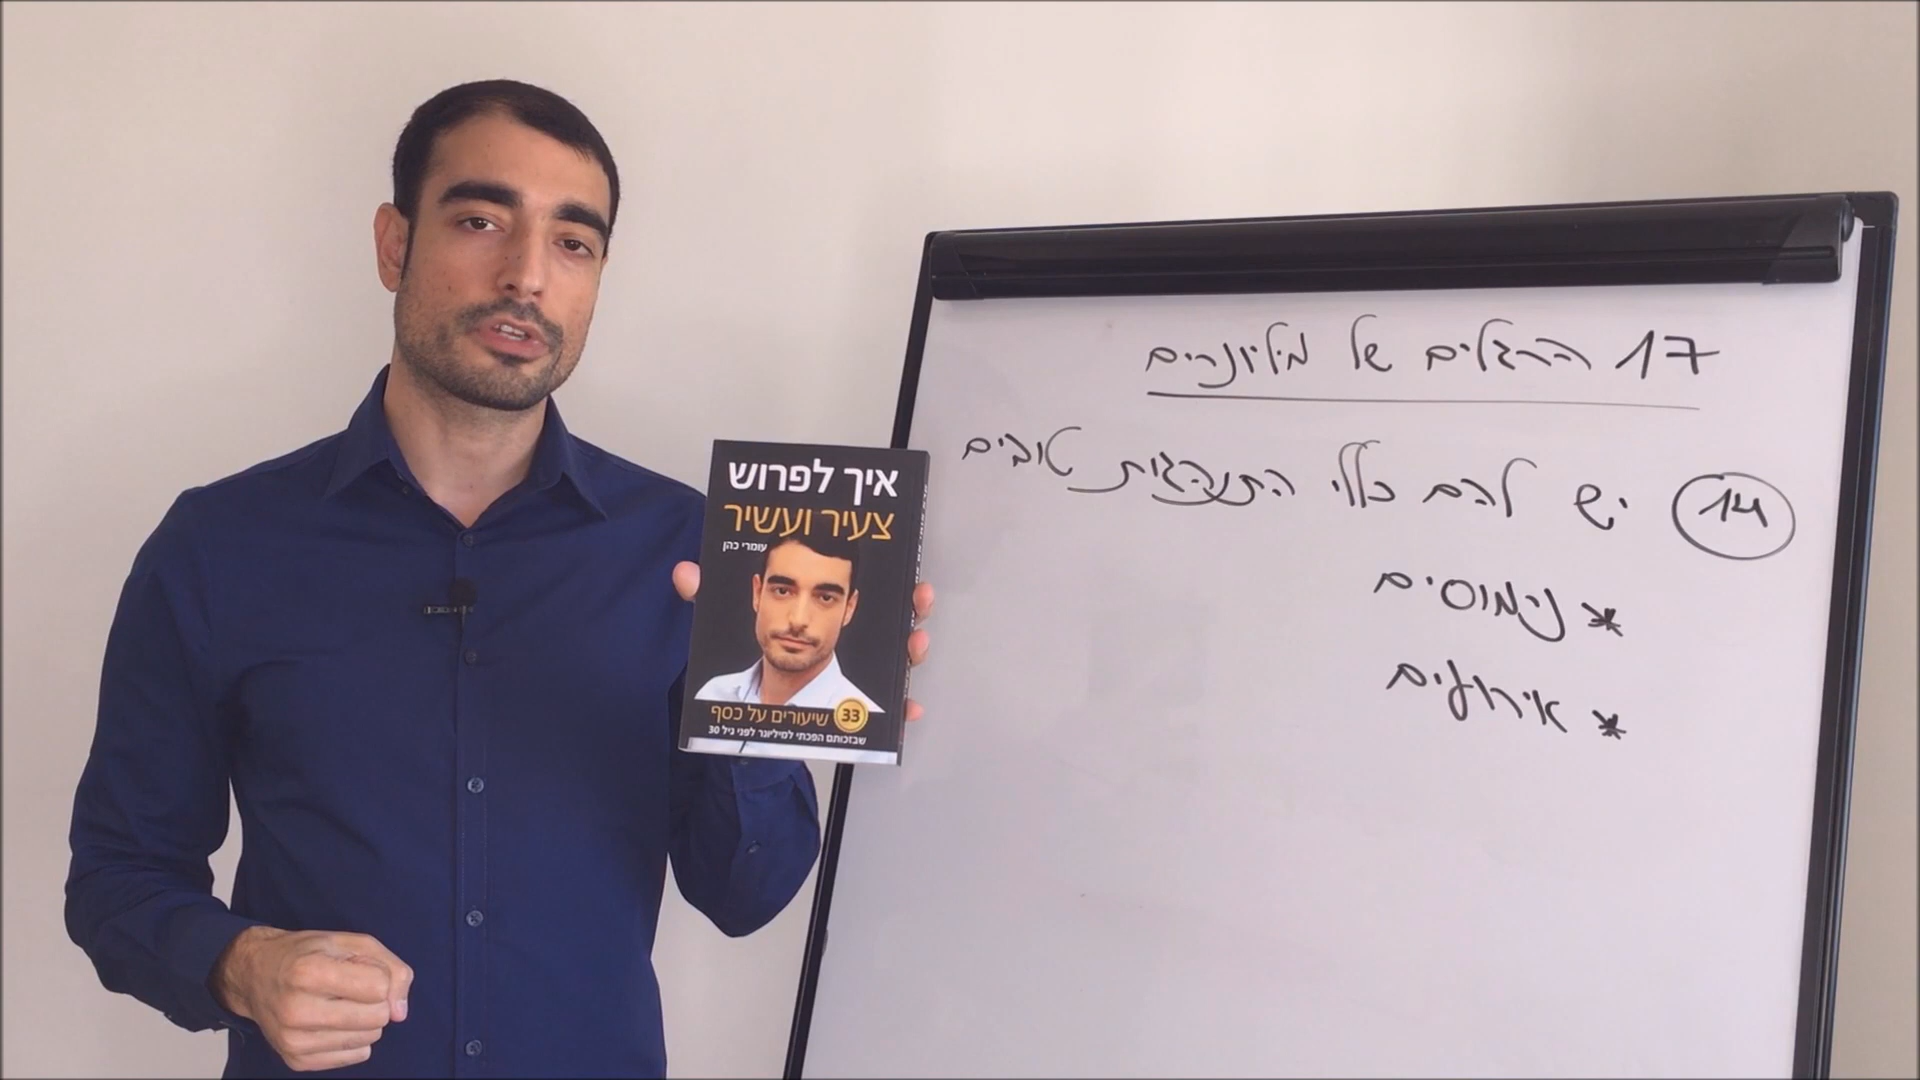 17 הרגלים של מיליונרים
14 יש להם כללי התנהגות טובים
* נימוסים
* אירועים
איך לפרוש
צעיר ועשיר
עומרי כהן
33 שיעורים על כסף
שבזכותם הפכתי למיליונר לפני גיל 30